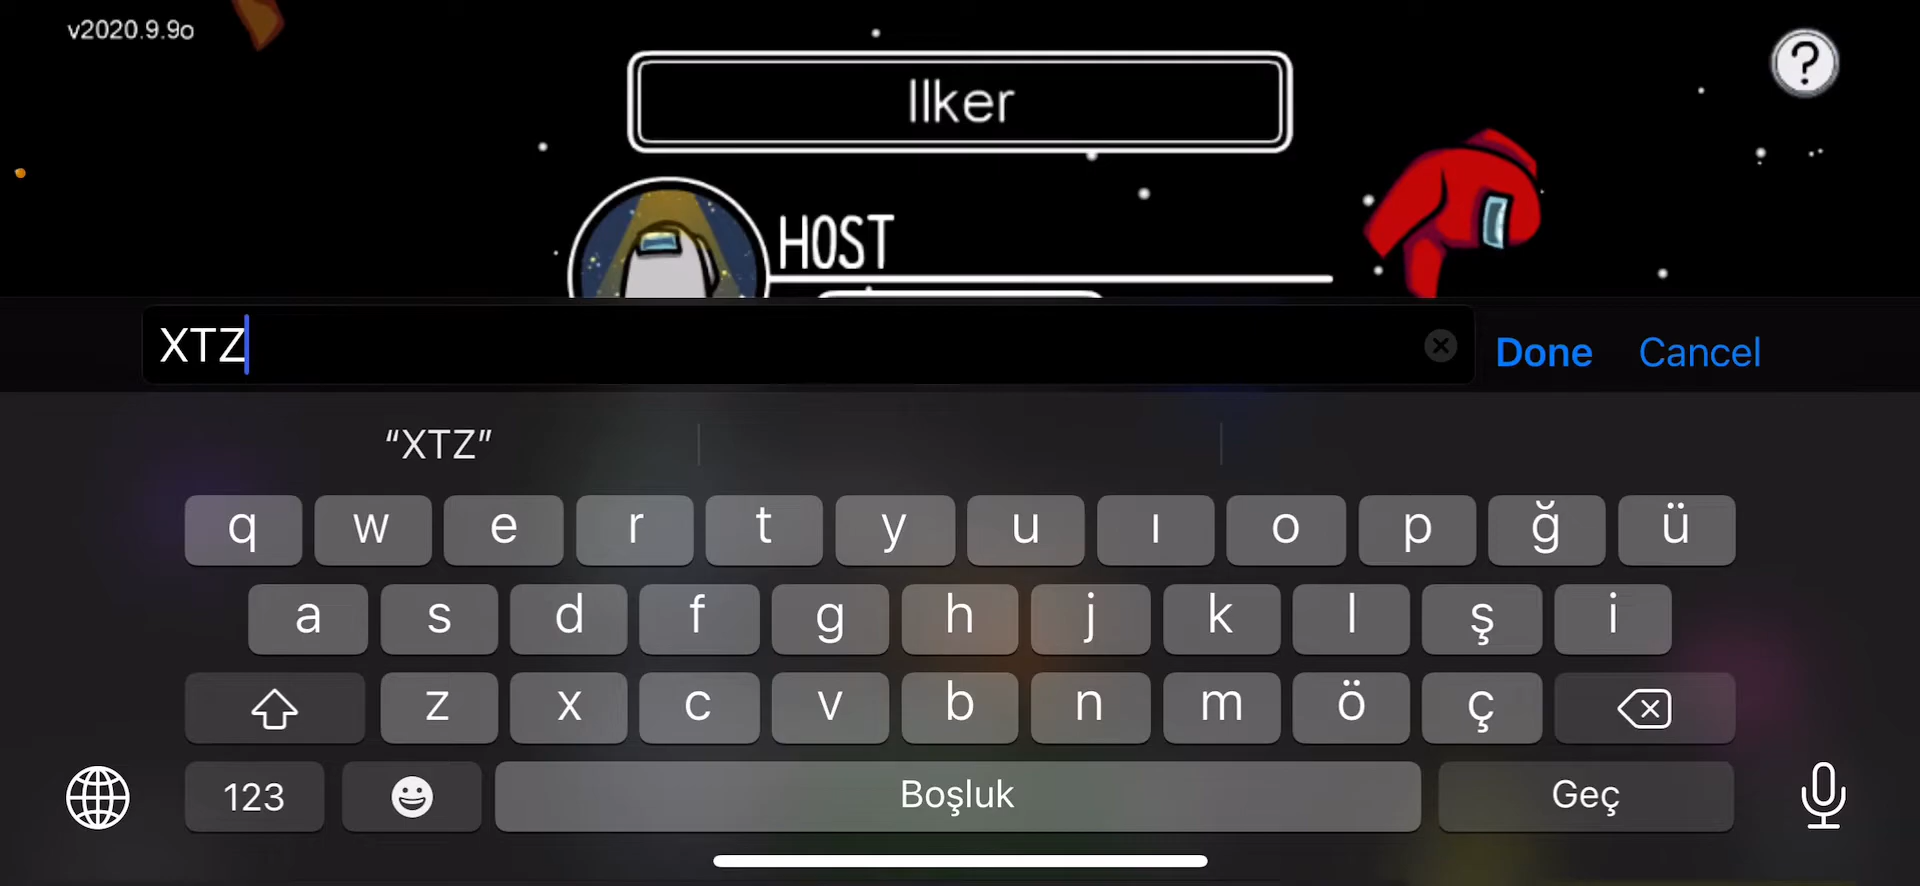 v2020.9.9o
?
Ilker
HOST
XTZ
Done
Cancel
“XTZ”
q w e r t y u ı o p ğ ü
a s d f g h j k l ş i
z x c v b n m ö ç
123
Boşluk
Geç